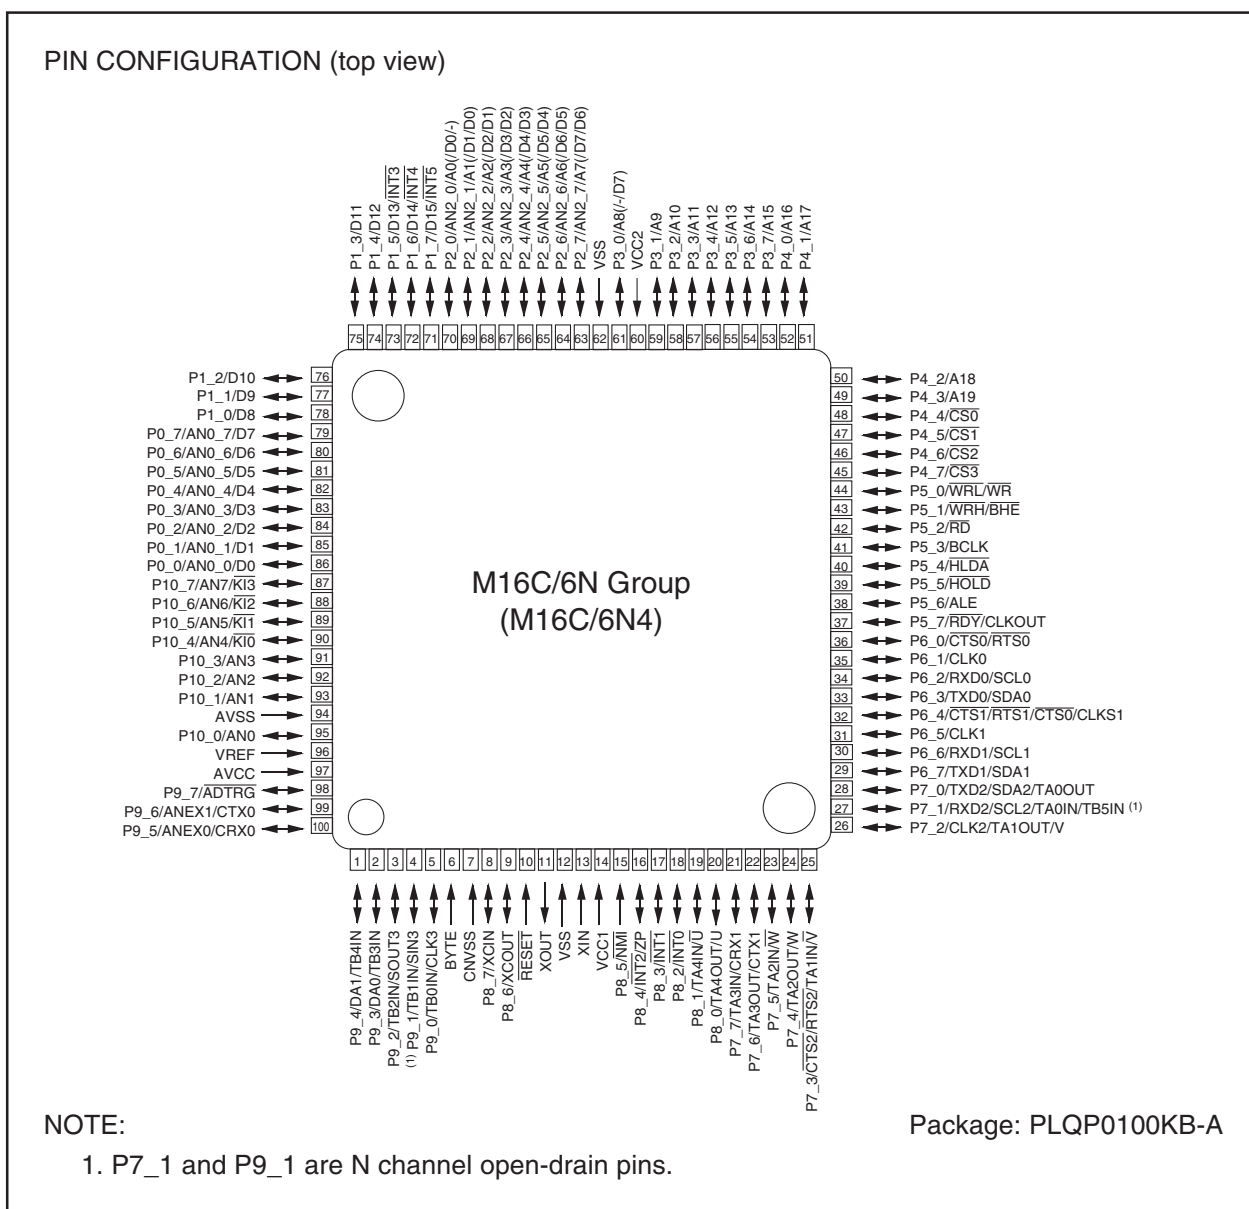 PIN CONFIGURATION (top view)
P1_3/D11
P1_4/D12
P1_5/D13/INT3
P1_6/D14/INT4
P1_7/D15/INT5
P2_0/AN2_0/A0(/D0/-)
P2_1/AN2_1/A1(/D1/D0)
P2_2/AN2_2/A2(/D2/D1)
P2_3/AN2_3/A3(/D3/D2)
P2_4/AN2_4/A4(/D4/D3)
P2_5/AN2_5/A5(/D5/D4)
P2_6/AN2_6/A6(/D6/D5)
P2_7/AN2_7/A7(/D7/D6)
VSS
P3_0/A8(/-/D7)
VCC2
P3_1/A9
P3_2/A10
P3_3/A11
P3_4/A12
P3_5/A13
P3_6/A14
P3_7/A15
P4_0/A16
P4_1/A17
75 74 73 72 71 70 69 68 67 66 65 64 63 62 61 60 59 58 57 56 55 54 53 52 51
P1_2/D10 76
P1_1/D9 77
P1_0/D8 78
P0_7/AN0_7/D7 79
P0_6/AN0_6/D6 80
P0_5/AN0_5/D5 81
P0_4/AN0_4/D4 82
P0_3/AN0_3/D3 83
P0_2/AN0_2/D2 84
P0_1/AN0_1/D1 85
P0_0/AN0_0/D0 86
P10_7/AN7/KI3 87
P10_6/AN6/KI2 88
P10_5/AN5/KI1 89
P10_4/AN4/KI0 90
P10_3/AN3 91
P10_2/AN2 92
P10_1/AN1 93
AVSS 94
P10_0/AN0 95
VREF 96
AVCC 97
P9_7/ADTRG 98
P9_6/ANEX1/CTX0 99
P9_5/ANEX0/CRX0 100
M16C/6N Group
(M16C/6N4)
50 P4_2/A18
49 P4_3/A19
48 P4_4/CS0
47 P4_5/CS1
46 P4_6/CS2
45 P4_7/CS3
44 P5_0/WRL/WR
43 P5_1/WRH/BHE
42 P5_2/RD
41 P5_3/BCLK
40 P5_4/HLDA
39 P5_5/HOLD
38 P5_6/ALE
37 P5_7/RDY/CLKOUT
36 P6_0/CTS0/RTS0
35 P6_1/CLK0
34 P6_2/RXD0/SCL0
33 P6_3/TXD0/SDA0
32 P6_4/CTS1/RTS1/CTS0/CLKS1
31 P6_5/CLK1
30 P6_6/RXD1/SCL1
29 P6_7/TXD1/SDA1
28 P7_0/TXD2/SDA2/TA0OUT
27 P7_1/RXD2/SCL2/TA0IN/TB5IN (1)
26 P7_2/CLK2/TA1OUT/V
1 2 3 4 5 6 7 8 9 10 11 12 13 14 15 16 17 18 19 20 21 22 23 24 25
P9_4/DA1/TB4IN
P9_3/DA0/TB3IN
P9_2/TB2IN/SOUT3
(1) P9_1/TB1IN/SIN3
P9_0/TB0IN/CLK3
BYTE
CNVSS
P8_7/XCIN
P8_6/XCOUT
RESET
XOUT
VSS
XIN
VCC1
P8_5/NMI
P8_4/INT2/ZP
P8_3/INT1
P8_2/INT0
P8_1/TA4IN/U
P8_0/TA4OUT/U
P7_7/TA3IN/CRX1
P7_6/TA3OUT/CTX1
P7_5/TA2IN/W
P7_4/TA2OUT/W
P7_3/CTS2/RTS2/TA1IN/V
NOTE:
1. P7_1 and P9_1 are N channel open-drain pins.
Package: PLQP0100KB-A